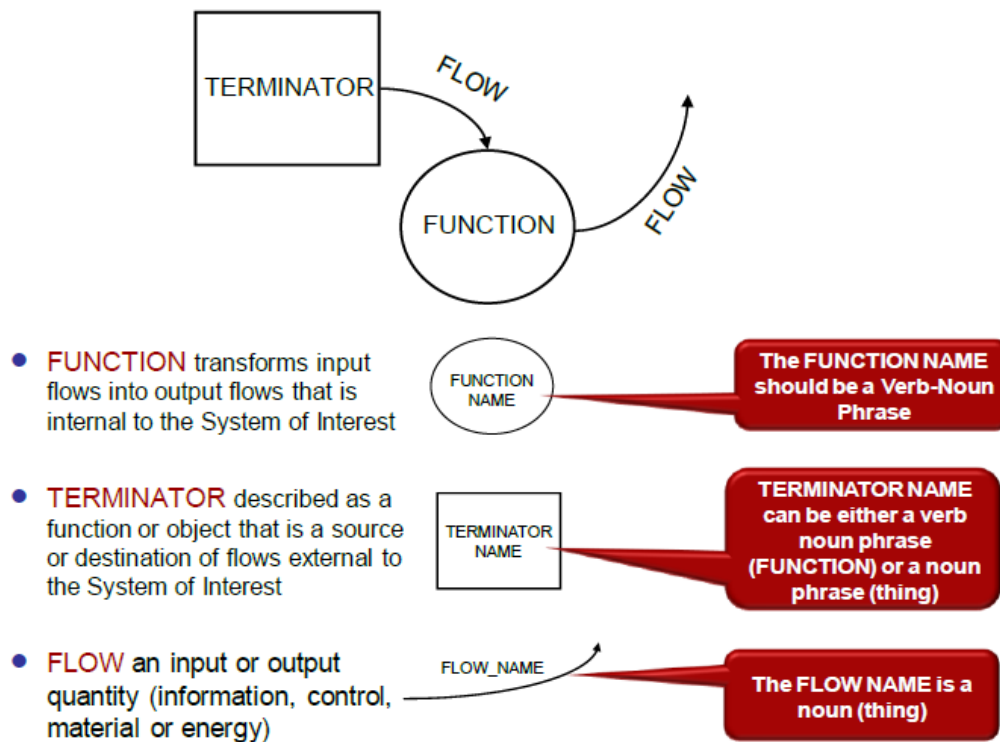 TERMINATOR
FLOW
FUNCTION
FLOW
FUNCTION transforms input
flows into output flows that is
internal to the System of Interest
FUNCTION
NAME
The FUNCTION NAME
should be a Verb-Noun
Phrase
TERMINATOR described as a
function or object that is a source
or destination of flows external to
the System of Interest
TERMINATOR
NAME
TERMINATOR NAME
can be either a verb
noun phrase
(FUNCTION) or a noun
phrase (thing)
FLOW an input or output
quantity (information, control,
material or energy)
FLOW_NAME
The FLOW NAME is a
noun (thing)